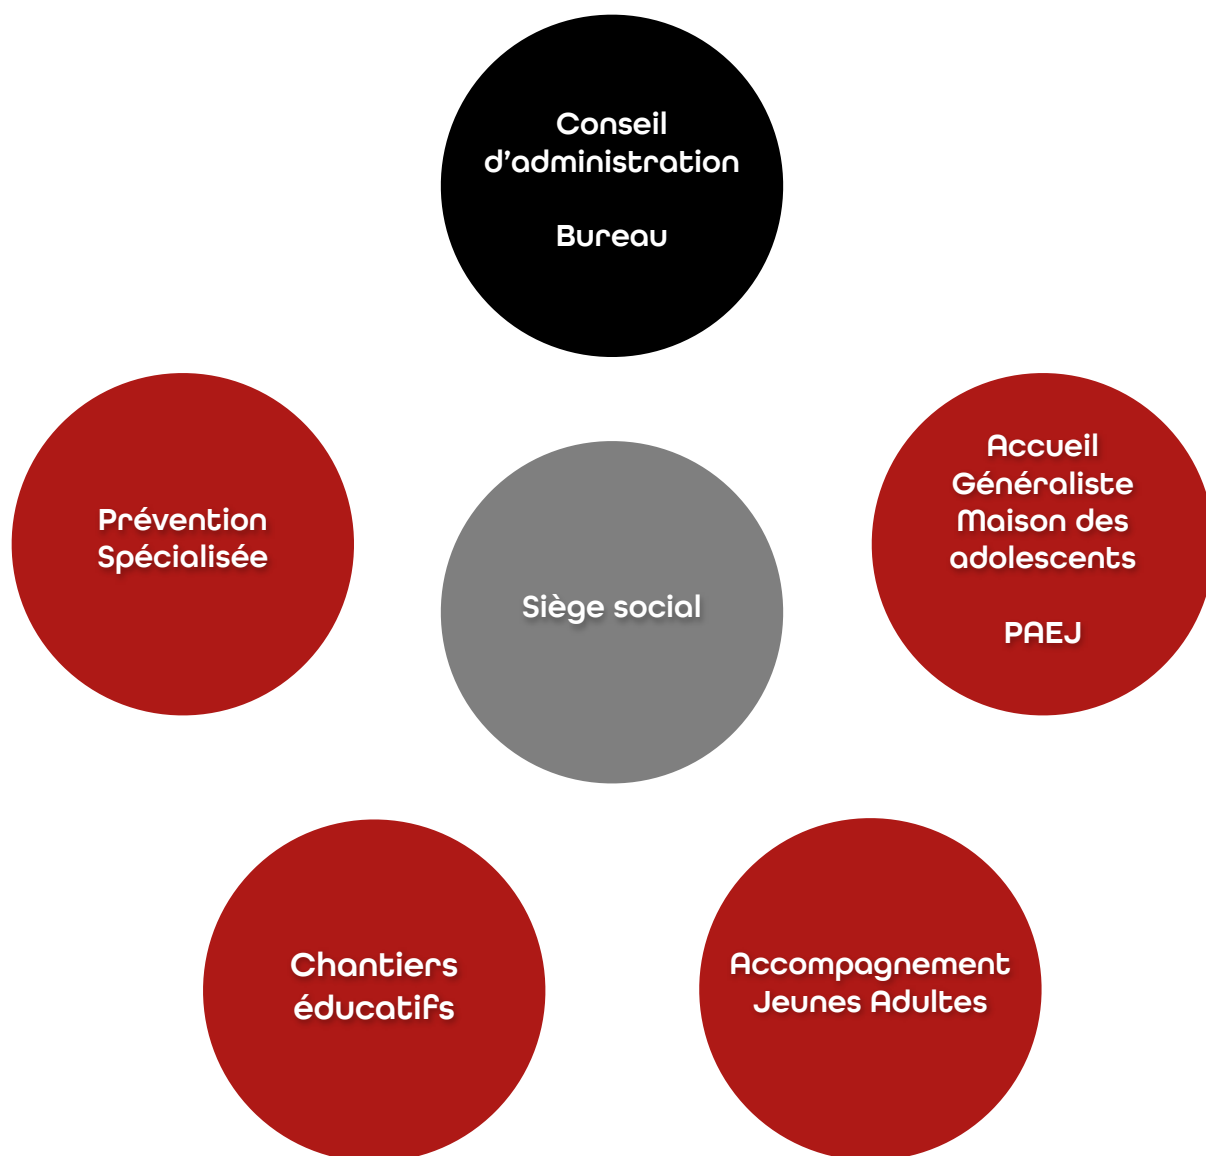 Conseil
d’administration
Bureau
Prévention
Spécialisée
Accueil
Généraliste
Maison des
adolescents
PAEJ
Siège social
Chantiers
éducatifs
Accompagnement
Jeunes Adultes